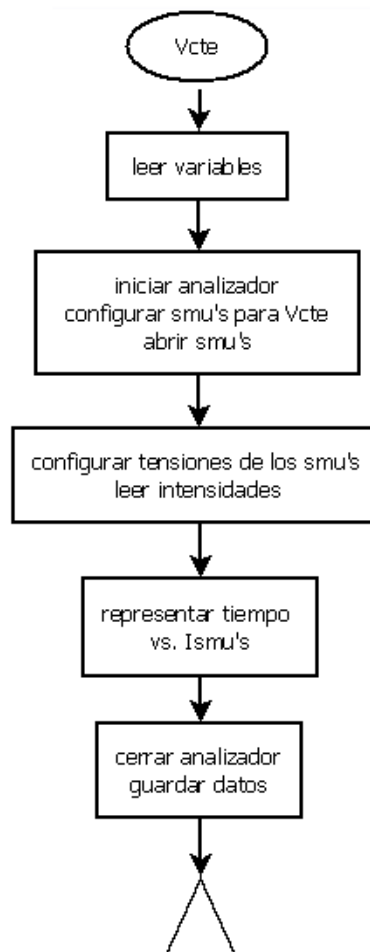 Vcte
leer variables
iniciar analizador
configurar smu's para Vcte
abrir smu's
configurar tensiones de los smu's
leer intensidades
representar tiempo
vs. Ismu's
cerrar analizador
guardar datos